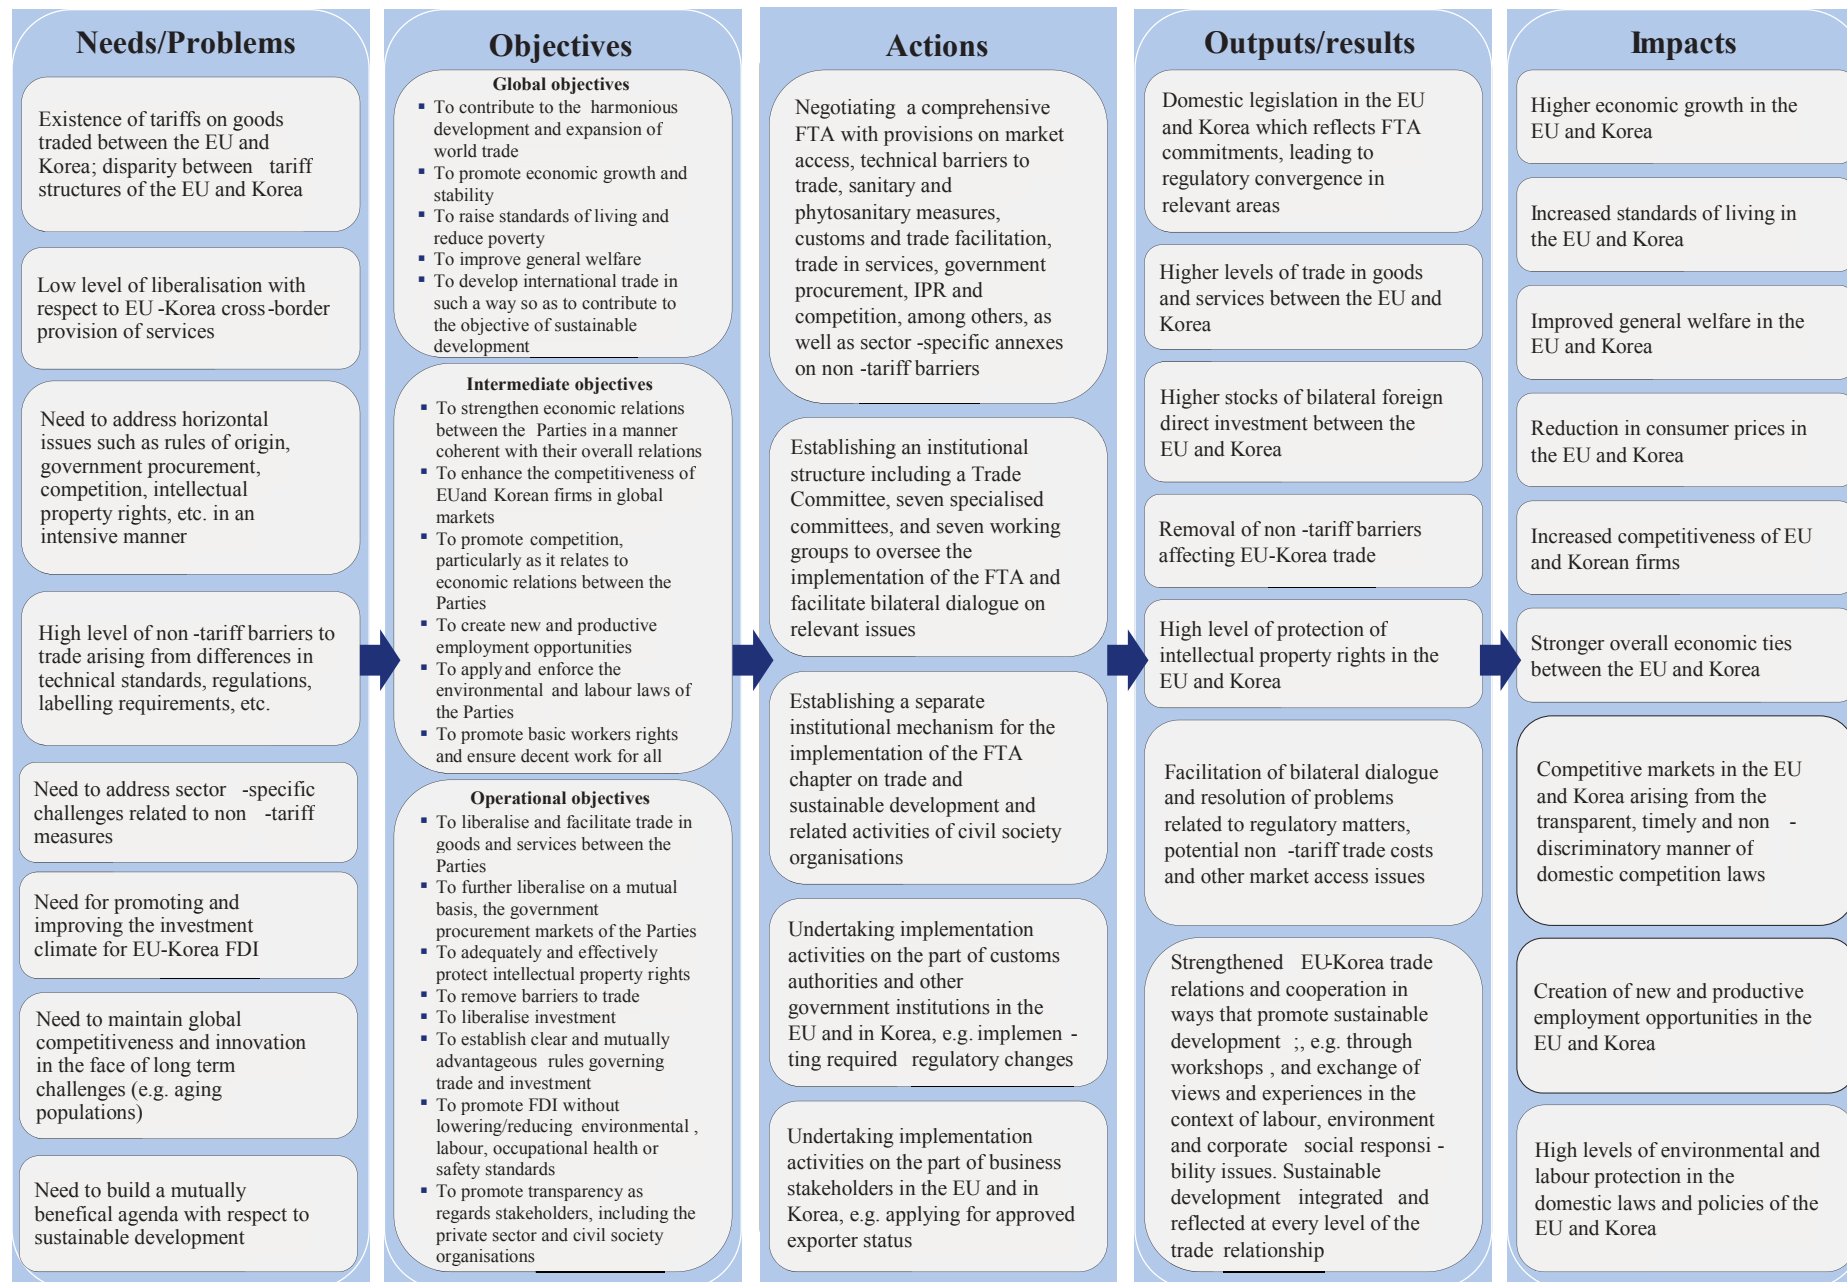 Needs/Problems
Existence of tariffs on goods
traded between the EU and
Korea; disparity between tariff
structures of the EU and Korea
Low level of liberalisation with
respect to EU -Korea cross-border
provision of services
Need to address horizontal
issues such as rules of origin,
government procurement,
competition, intellectual
property rights, etc. in an
intensive manner
High level of non -tariff barriers to
trade arising from differences in
technical standards, regulations,
labelling requirements, etc.
Need to address sector -specific
challenges related to non -tariff
measures
Need for promoting and
improving the investment
climate for EU-Korea FDI
Need to maintain global
competitiveness and innovation
in the face of long term
challenges (e.g. aging
populations)
Need to build a mutually
benefical agenda with respect to
sustainable development
Objectives
Global objectives
▪ To contribute to the harmonious
development and expansion of
world trade
▪ To promote economic growth and
stability
▪ To raise standards of living and
reduce poverty
▪ To improve general welfare
▪ To develop international trade in
such a way so as to contribute to
the objective of sustainable
development
Intermediate objectives
▪ To strengthen economic relations
between the Parties in a manner
coherent with their overall relations
▪ To enhance the competitiveness of
EUand Korean firms in global
markets
▪ To promote competition,
particularly as it relates to
economic relations between the
Parties
▪ To create new and productive
employment opportunities
▪ To apply and enforce the
environmental and labour laws of
the Parties
▪ To promote basic workers rights
and ensure decent work for all
Operational objectives
▪ To liberalise and facilitate trade in
goods and services between the
Parties
▪ To further liberalise on a mutual
basis, the government
procurement markets of the Parties
▪ To adequately and effectively
protect intellectual property rights
▪ To remove barriers to trade
▪ To liberalise investment
▪ To establish clear and mutually
advantageous rules governing
trade and investment
▪ To promote FDI without
lowering/reducing environmental ,
labour, occupational health or
safety standards
▪ To promote transparency as
regards stakeholders, including the
private sector and civil society
organisations
Actions
Negotiating a comprehensive
FTA with provisions on market
access, technical barriers to
trade, sanitary and
phytosanitary measures,
customs and trade facilitation,
trade in services, government
procurement, IPR and
competition, among others, as
well as sector -specific annexes
on non -tariff barriers
Establishing an institutional
structure including a Trade
Committee, seven specialised
committees, and seven working
groups to oversee the
implementation of the FTA and
facilitate bilateral dialogue on
relevant issues
Establishing a separate
institutional mechanism for the
implementation of the FTA
chapter on trade and
sustainable development and
related activities of civil society
organisations
Undertaking implementation
activities on the part of customs
authorities and other
government institutions in the
EU and in Korea, e.g. implemen -
ting required regulatory changes
Undertaking implementation
activities on the part of business
stakeholders in the EU and in
Korea, e.g. applying for approved
exporter status
Outputs/results
Domestic legislation in the EU
and Korea which reflects FTA
commitments, leading to
regulatory convergence in
relevant areas
Higher levels of trade in goods
and services between the EU and
Korea
Higher stocks of bilateral foreign
direct investment between the
EU and Korea
Removal of non -tariff barriers
affecting EU-Korea trade
High level of protection of
intellectual property rights in the
EU and Korea
Facilitation of bilateral dialogue
and resolution of problems
related to regulatory matters,
potential non -tariff trade costs
and other market access issues
Strengthened EU-Korea trade
relations and cooperation in
ways that promote sustainable
development ;, e.g. through
workshops , and exchange of
views and experiences in the
context of labour, environment
and corporate social responsi -
bility issues. Sustainable
development integrated and
reflected at every level of the
trade relationship
Impacts
Higher economic growth in the
EU and Korea
Increased standards of living in
the EU and Korea
Improved general welfare in the
EU and Korea
Reduction in consumer prices in
the EU and Korea
Increased competitiveness of EU
and Korean firms
Stronger overall economic ties
between the EU and Korea
Competitive markets in the EU
and Korea arising from the
transparent, timely and non -
discriminatory manner of
domestic competition laws
Creation of new and productive
employment opportunities in the
EU and Korea
High levels of environmental and
labour protection in the
domestic laws and policies of the
EU and Korea